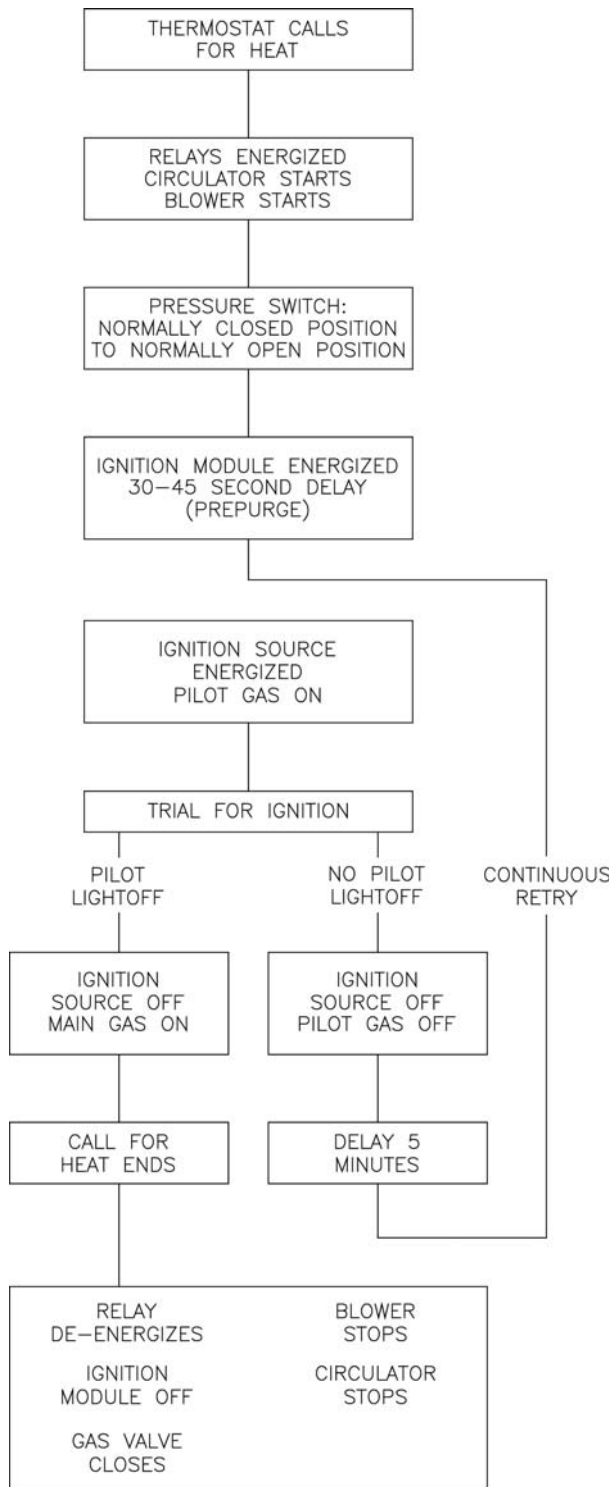 THERMOSTAT CALLS
FOR HEAT
RELAYS ENERGIZED
CIRCULATOR STARTS
BLOWER STARTS
PRESSURE SWITCH:
NORMALLY CLOSED POSITION
TO NORMALLY OPEN POSITION
IGNITION MODULE ENERGIZED
30-45 SECOND DELAY
(PREPURGE)
IGNITION SOURCE
ENERGIZED
PILOT GAS ON
TRIAL FOR IGNITION
PILOT
LIGHTOFF
NO PILOT
LIGHTOFF
CONTINUOUS
RETRY
IGNITION
SOURCE OFF
MAIN GAS ON
IGNITION
SOURCE OFF
PILOT GAS OFF
CALL FOR
HEAT ENDS
DELAY 5
MINUTES
RELAY
DE-ENERGIZES
BLOWER
STOPS
IGNITION
MODULE OFF
CIRCULATOR
STOPS
GAS VALVE
CLOSES